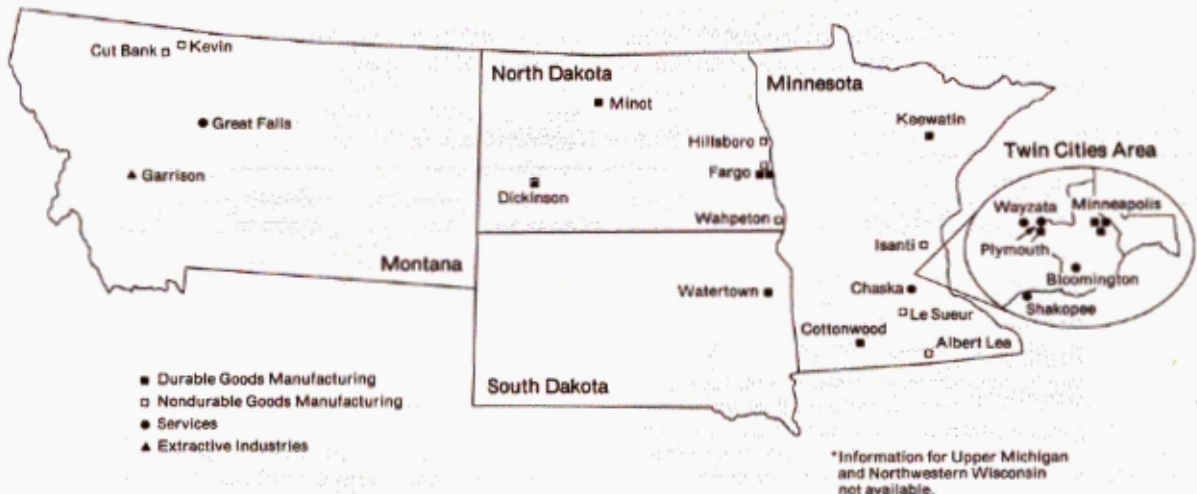 Cut Bank
Kevin
Great Falls
Garrison
Montana
North Dakota
Minot
Hillsboro
Fargo
Dickinson
Wahpeton
Minnesota
Keewatin
Twin Cities Area
Wayzata
Minneapolis
Plymouth
Bloomington
Shakopee
Isanti
Watertown
Chaska
Le Sueur
Cottonwood
Albert Lea
South Dakota
Durable Goods Manufacturing
Nondurable Goods Manufacturing
Services
Extractive Industries
*Information for Upper Michigan
and Northwestern Wisconsin
not available.